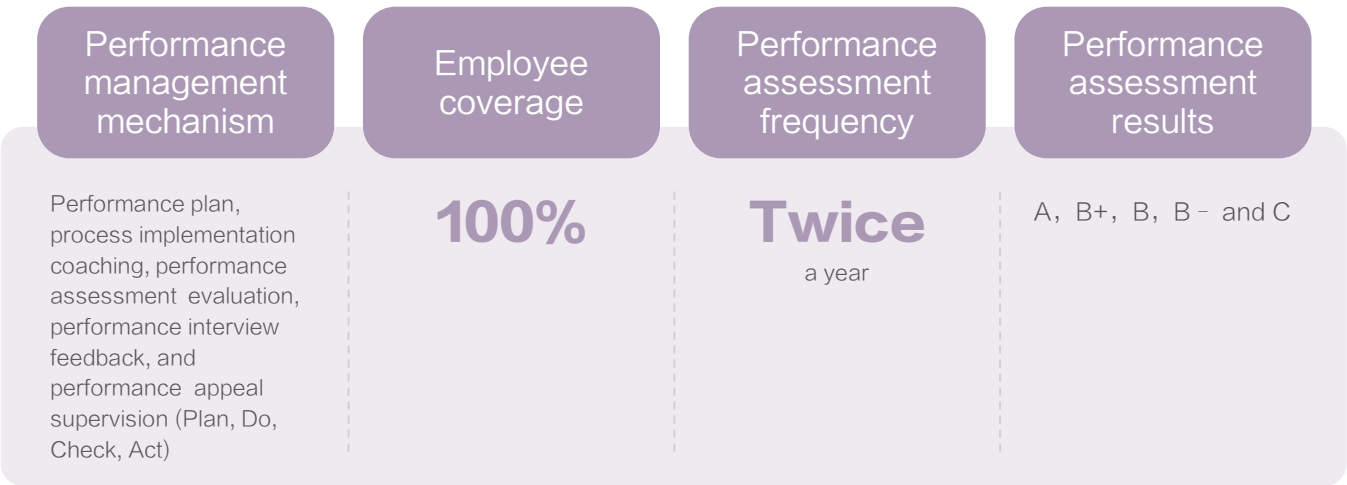 Performance
management
mechanism
Performance plan,
process implementation
coaching, performance
assessment evaluation,
performance interview
feedback, and
performance appeal
supervision (Plan, Do,
Check, Act)
Employee
coverage
100%
Performance
assessment
frequency
Twice
a year
Performance
assessment
results
A, B+, B, B- and C